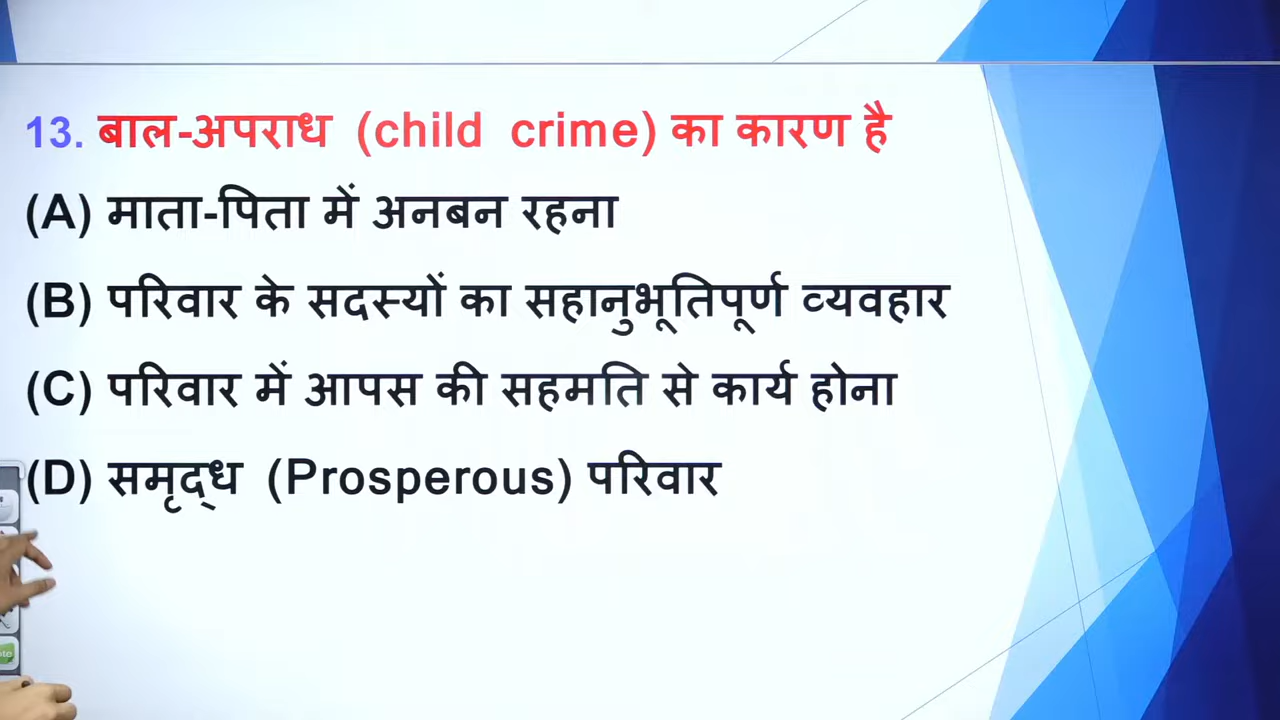 13. बाल-अपराध (child crime) का कारण है
(A) माता-पिता में अनबन रहना
(B) परिवार के सदस्यों का सहानुभूतिपूर्ण व्यवहार
(C) परिवार में आपस की सहमति से कार्य होना
(D) समृद्ध (Prosperous) परिवार